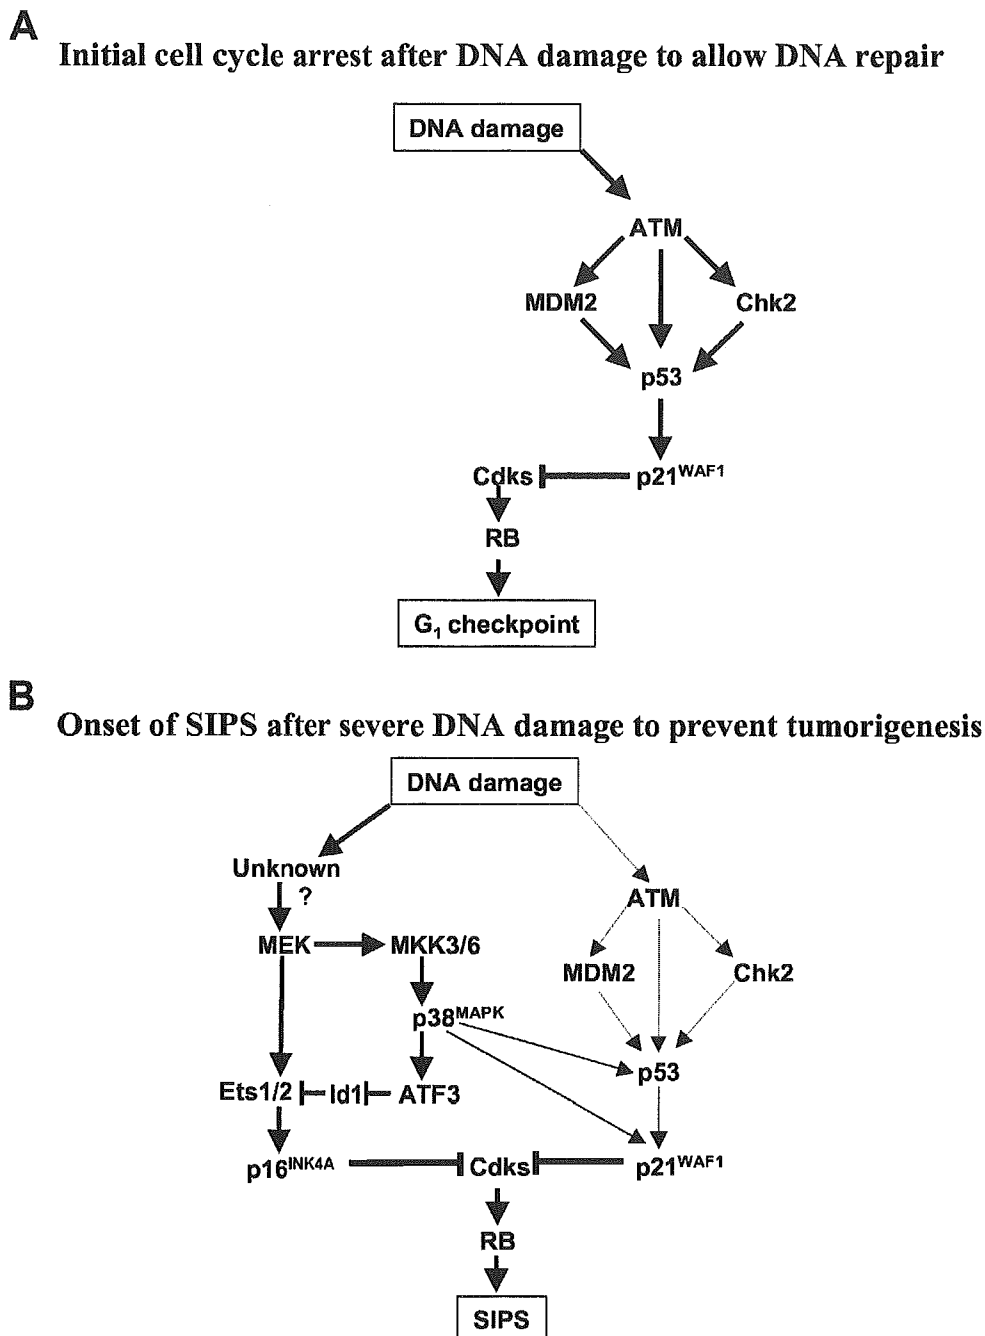 A
Initial cell cycle arrest after DNA damage to allow DNA repair
DNA damage
ATM
MDM2
Chk2
p53
Cdks
p21WAF1
RB
G1 checkpoint
B
Onset of SIPS after severe DNA damage to prevent tumorigenesis
DNA damage
Unknown
?
ATM
MEK
MKK3/6
MDM2
Chk2
p38MAPK
p53
Ets1/2
Id1
ATF3
p16INK4A
Cdks
p21WAF1
RB
SIPS